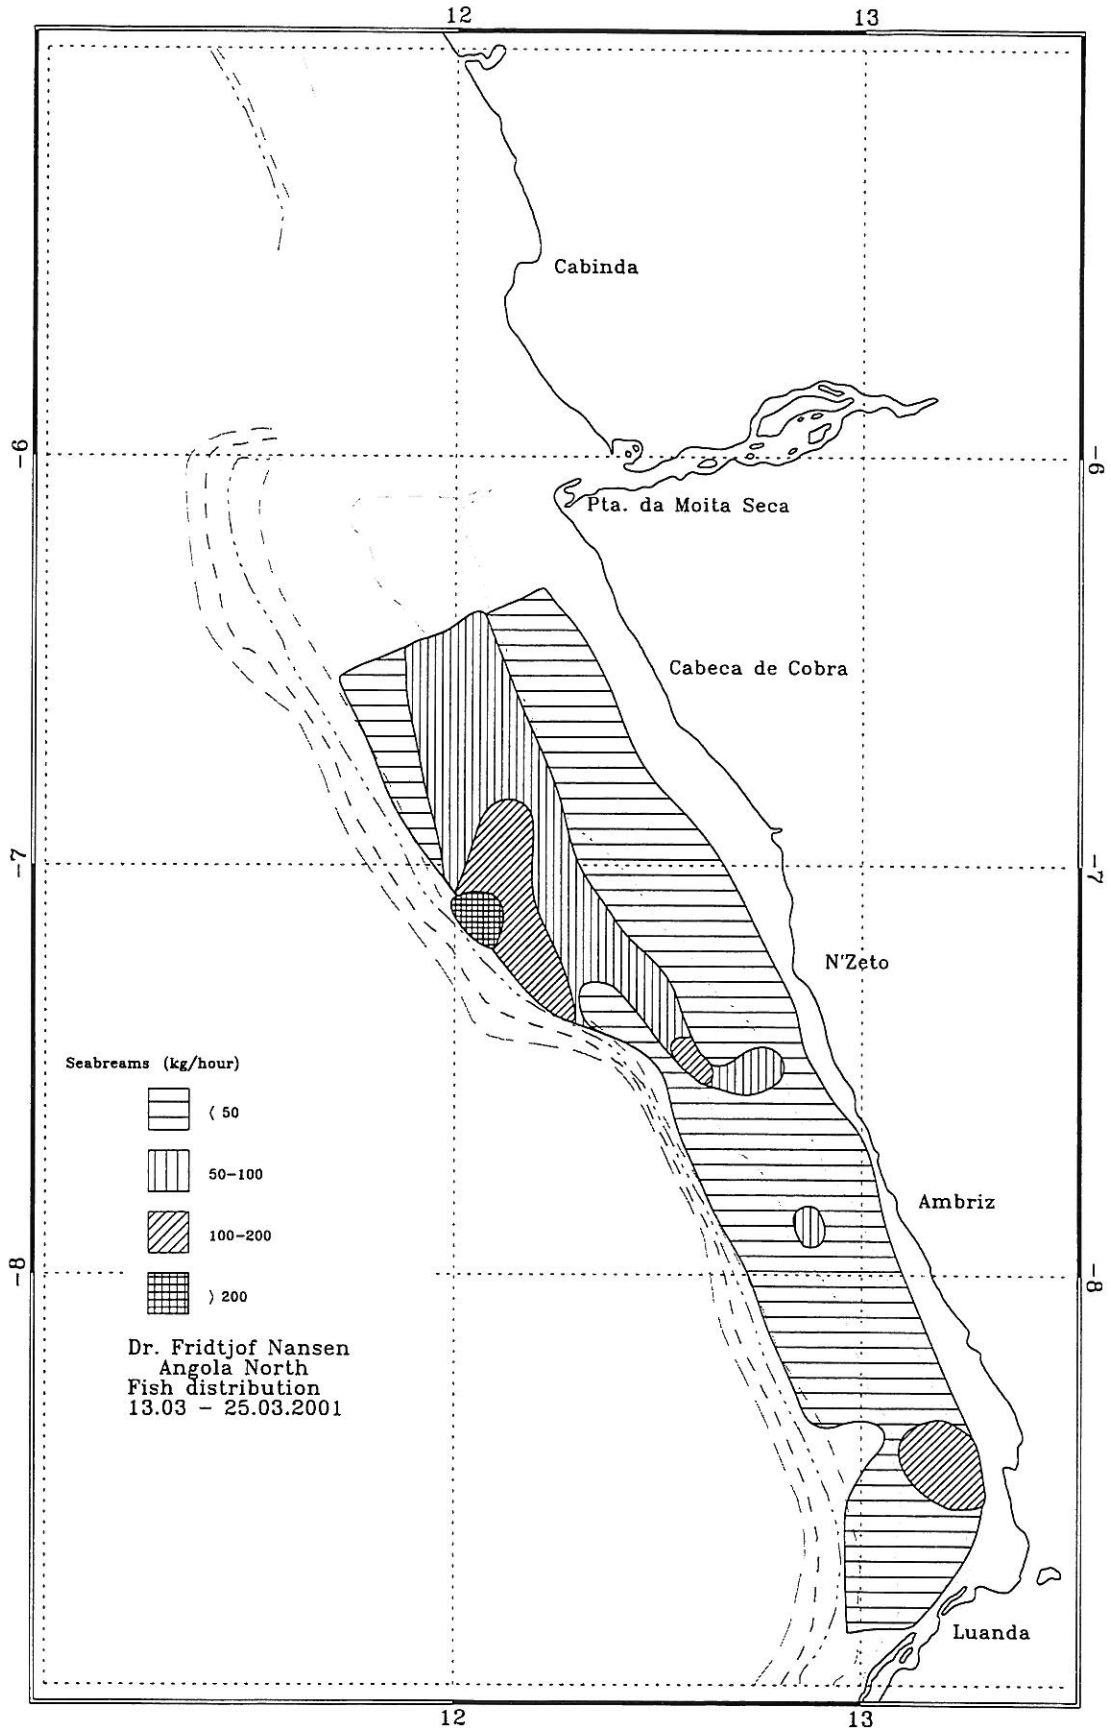 12 13
Cabinda
-6 -6
Pta. da Moita Seca
Cabeca de Cobra
-7 -7
N'Zeto
Seabreams (kg/hour)
⟨ 50
50-100
Ambriz
100-200
-8 -8
⟩ 200
Dr. Fridtjof Nansen
Angola North
Fish distribution
13.03 - 25.03.2001
Luanda
12 13